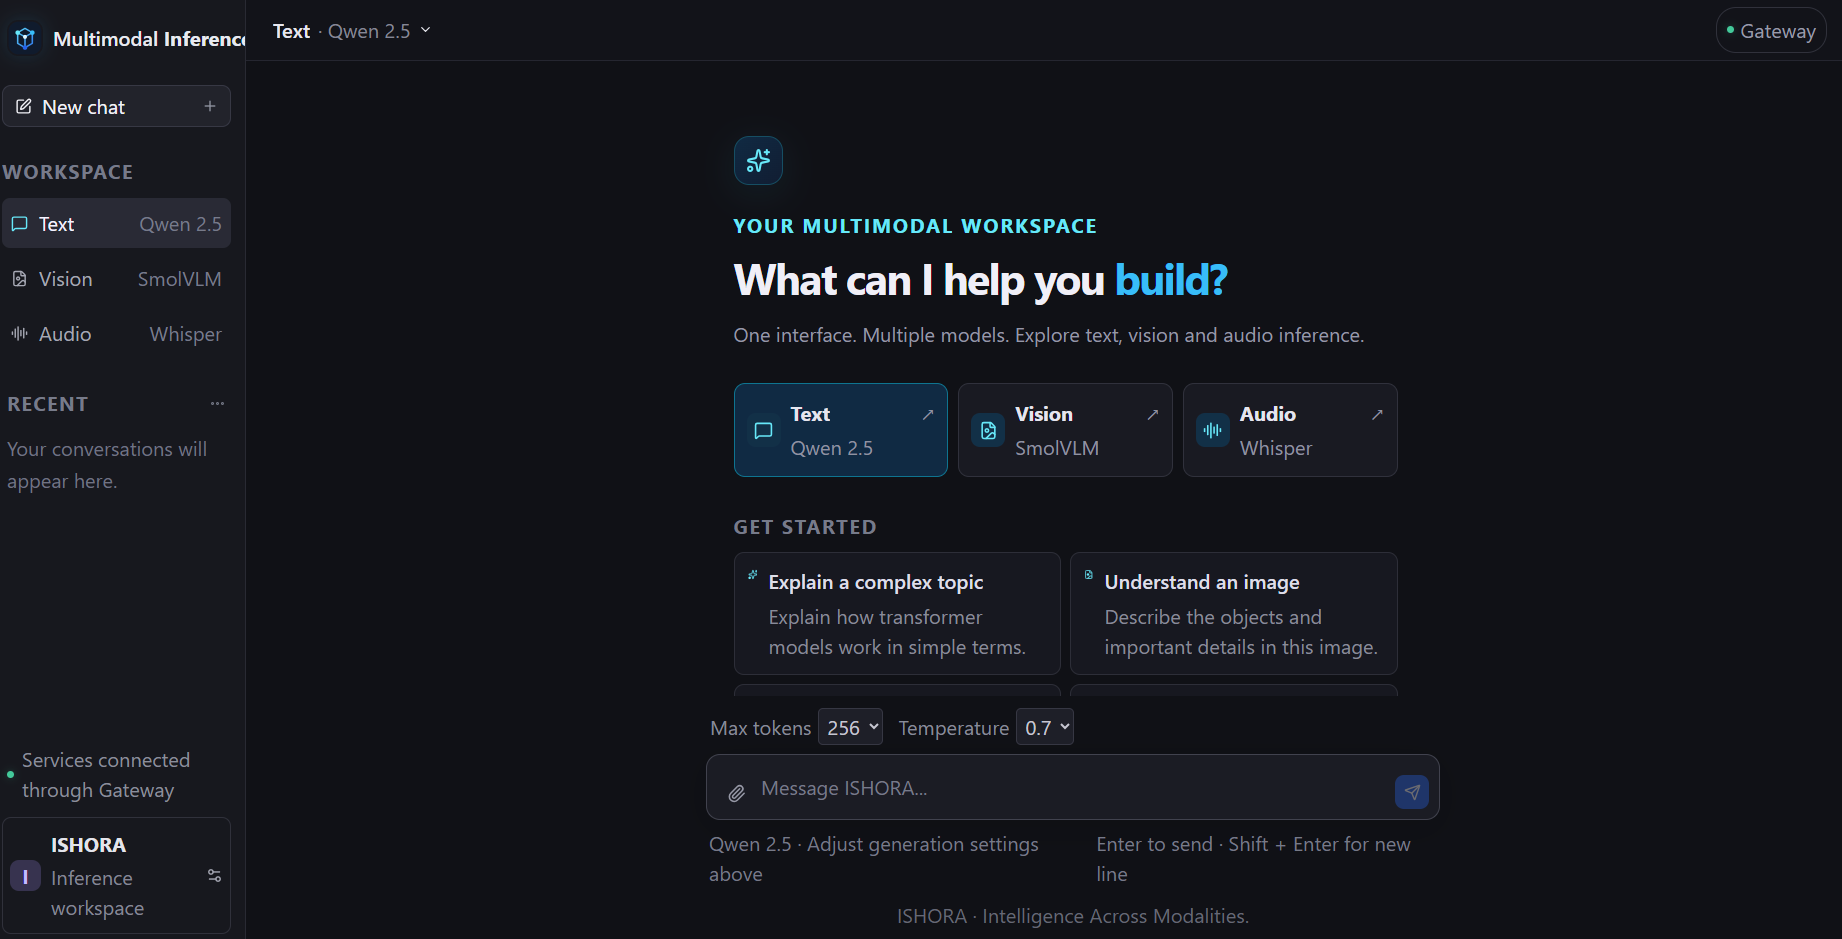 Multimodal Inference
New chat
WORKSPACE
Text Qwen 2.5
Vision SmolVLM
Audio Whisper
RECENT
Your conversations will
appear here.
Services connected
through Gateway
I
ISHORA
Inference
workspace
Text · Qwen 2.5
Gateway
YOUR MULTIMODAL WORKSPACE
What can I help you build?
One interface. Multiple models. Explore text, vision and audio inference.
Text
Qwen 2.5
Vision
SmolVLM
Audio
Whisper
GET STARTED
Explain a complex topic
Explain how transformer
models work in simple terms.
Understand an image
Describe the objects and
important details in this image.
Max tokens 256 Temperature 0.7
Message ISHORA...
Qwen 2.5 · Adjust generation settings
above
Enter to send · Shift + Enter for new
line
ISHORA · Intelligence Across Modalities.